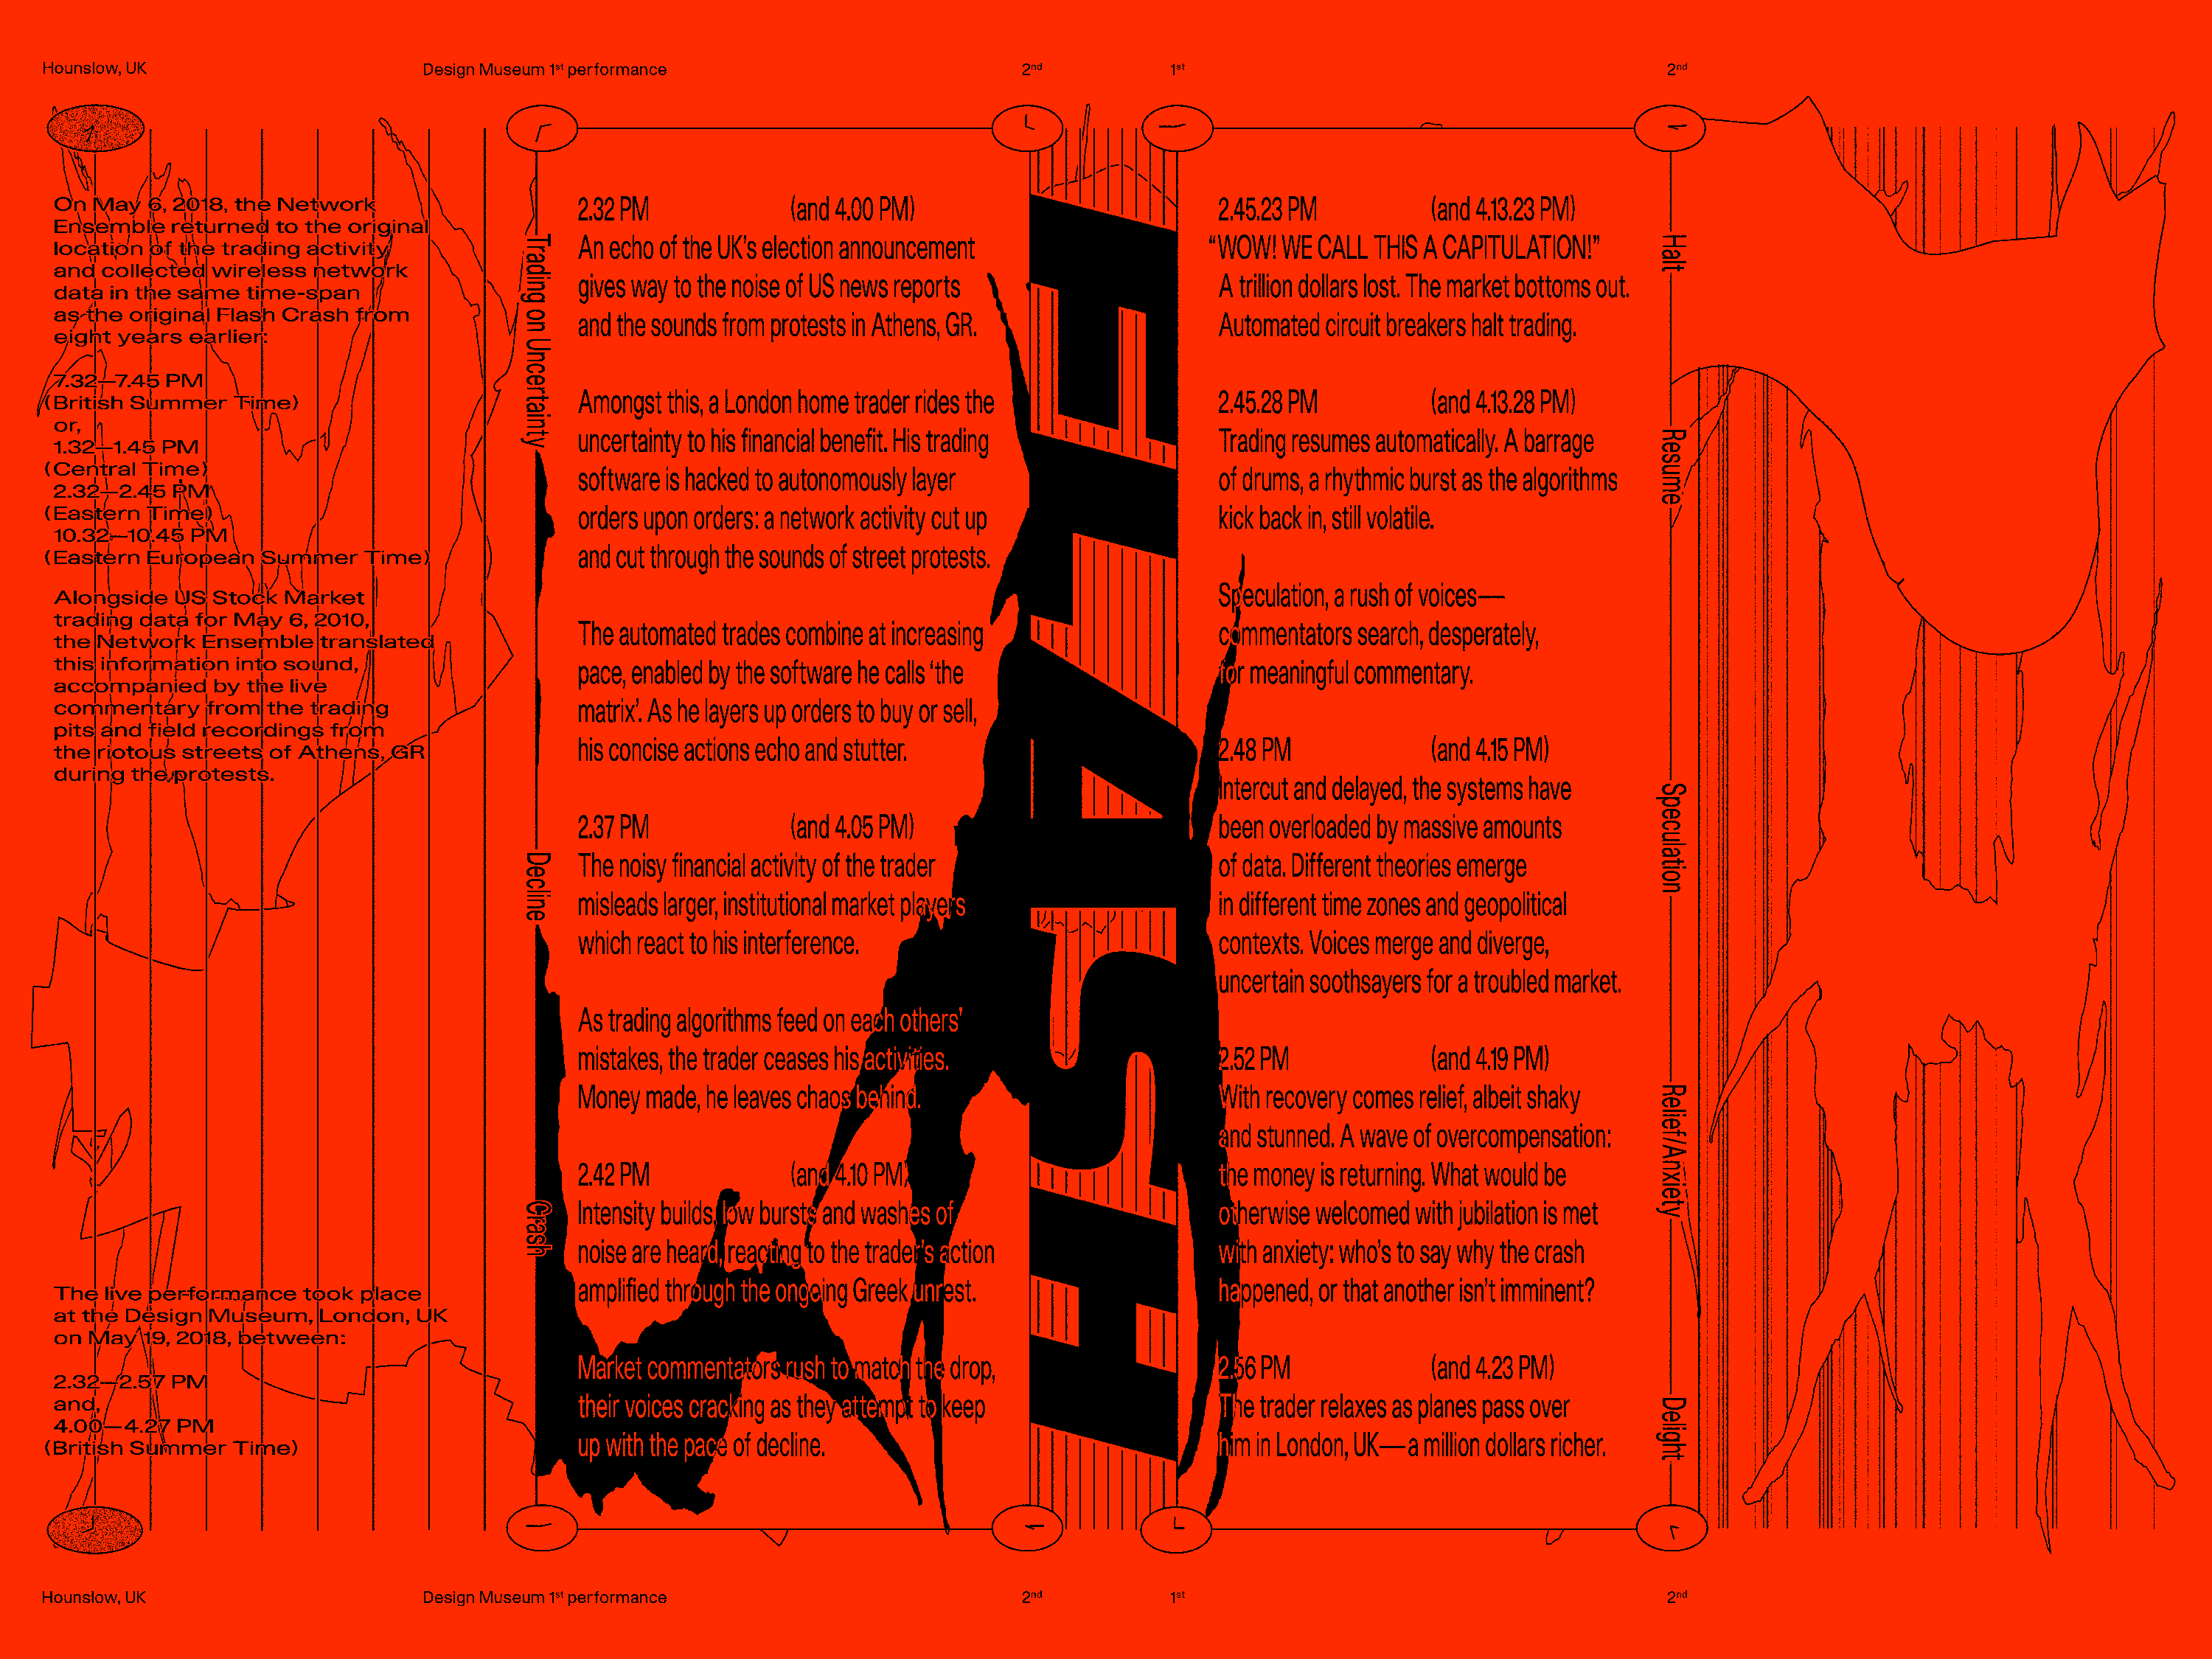 Hounslow, UK
Design Museum 1st performance
2nd
1st
2nd
On May 6, 2018, the Network
Ensemble returned to the original
location of the trading activity
and collected wireless network
data in the same time-span
as the original Flash Crash from
eight years earlier:
7.32—7.45 PM
(British Summer Time)
or,
1.32—1.45 PM
(Central Time)
2.32—2.45 PM
(Eastern Time)
10.32—10.45 PM
(Eastern European Summer Time)
Alongside US Stock Market
trading data for May 6, 2010,
the Network Ensemble translated
this information into sound,
accompanied by the live
commentary from the trading
pits and field recordings from
the riotous streets of Athens, GR
during the protests.
The live performance took place
at the Design Museum, London, UK
on May 19, 2018, between:
2.32—2.57 PM
and,
4.00—4.27 PM
(British Summer Time)
Trading on Uncertainty
Decline
Crash
2.32 PM (and 4.00 PM)
An echo of the UK's election announcement
gives way to the noise of US news reports
and the sounds from protests in Athens, GR.
Amongst this, a London home trader rides the
uncertainty to his financial benefit. His trading
software is hacked to autonomously layer
orders upon orders: a network activity cut up
and cut through the sounds of street protests.
The automated trades combine at increasing
pace, enabled by the software he calls ‘the
matrix’. As he layers up orders to buy or sell,
his concise actions echo and stutter.
2.37 PM (and 4.05 PM)
The noisy financial activity of the trader
misleads larger, institutional market players
which react to his interference.
As trading algorithms feed on each others’
mistakes, the trader ceases his activities.
Money made, he leaves chaos behind.
2.42 PM (and 4.10 PM)
Intensity builds, low bursts and washes of
noise are heard, reacting to the trader's action
amplified through the ongoing Greek unrest.
Market commentators rush to match the drop,
their voices cracking as they attempt to keep
up with the pace of decline.
FLASH
2.45.23 PM (and 4.13.23 PM)
“WOW! WE CALL THIS A CAPITULATION!”
A trillion dollars lost. The market bottoms out.
Automated circuit breakers halt trading.
2.45.28 PM (and 4.13.28 PM)
Trading resumes automatically. A barrage
of drums, a rhythmic burst as the algorithms
kick back in, still volatile.
Speculation, a rush of voices—
commentators search, desperately,
for meaningful commentary.
2.48 PM (and 4.15 PM)
Intercut and delayed, the systems have
been overloaded by massive amounts
of data. Different theories emerge
in different time zones and geopolitical
contexts. Voices merge and diverge,
uncertain soothsayers for a troubled market.
2.52 PM (and 4.19 PM)
With recovery comes relief, albeit shaky
and stunned. A wave of overcompensation:
the money is returning. What would be
otherwise welcomed with jubilation is met
with anxiety: who's to say why the crash
happened, or that another isn't imminent?
2.56 PM (and 4.23 PM)
The trader relaxes as planes pass over
him in London, UK—a million dollars richer.
Halt
Resume
Speculation
Relief/Anxiety
Delight
Hounslow, UK
Design Museum 1st performance
2nd
1st
2nd